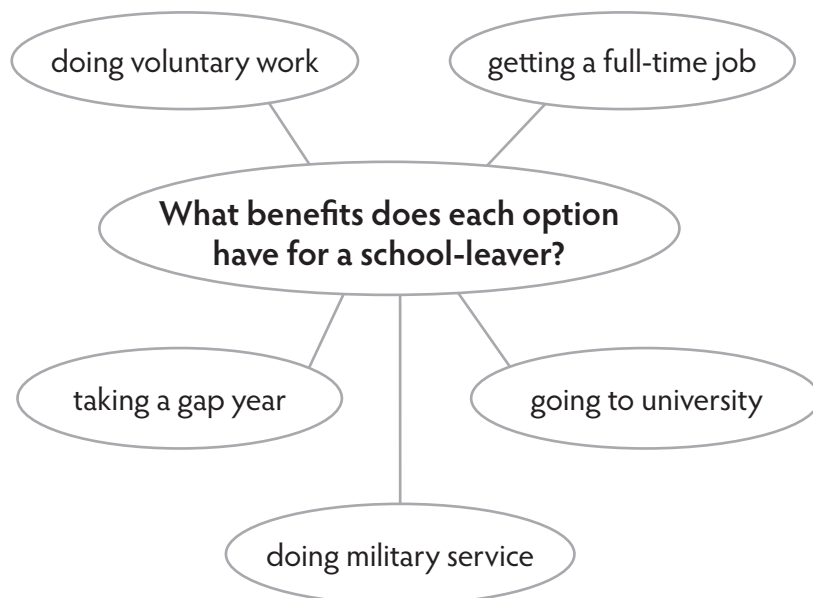 doing voluntary work
getting a full-time job
What benefits does each option
have for a school-leaver?
taking a gap year
going to university
doing military service